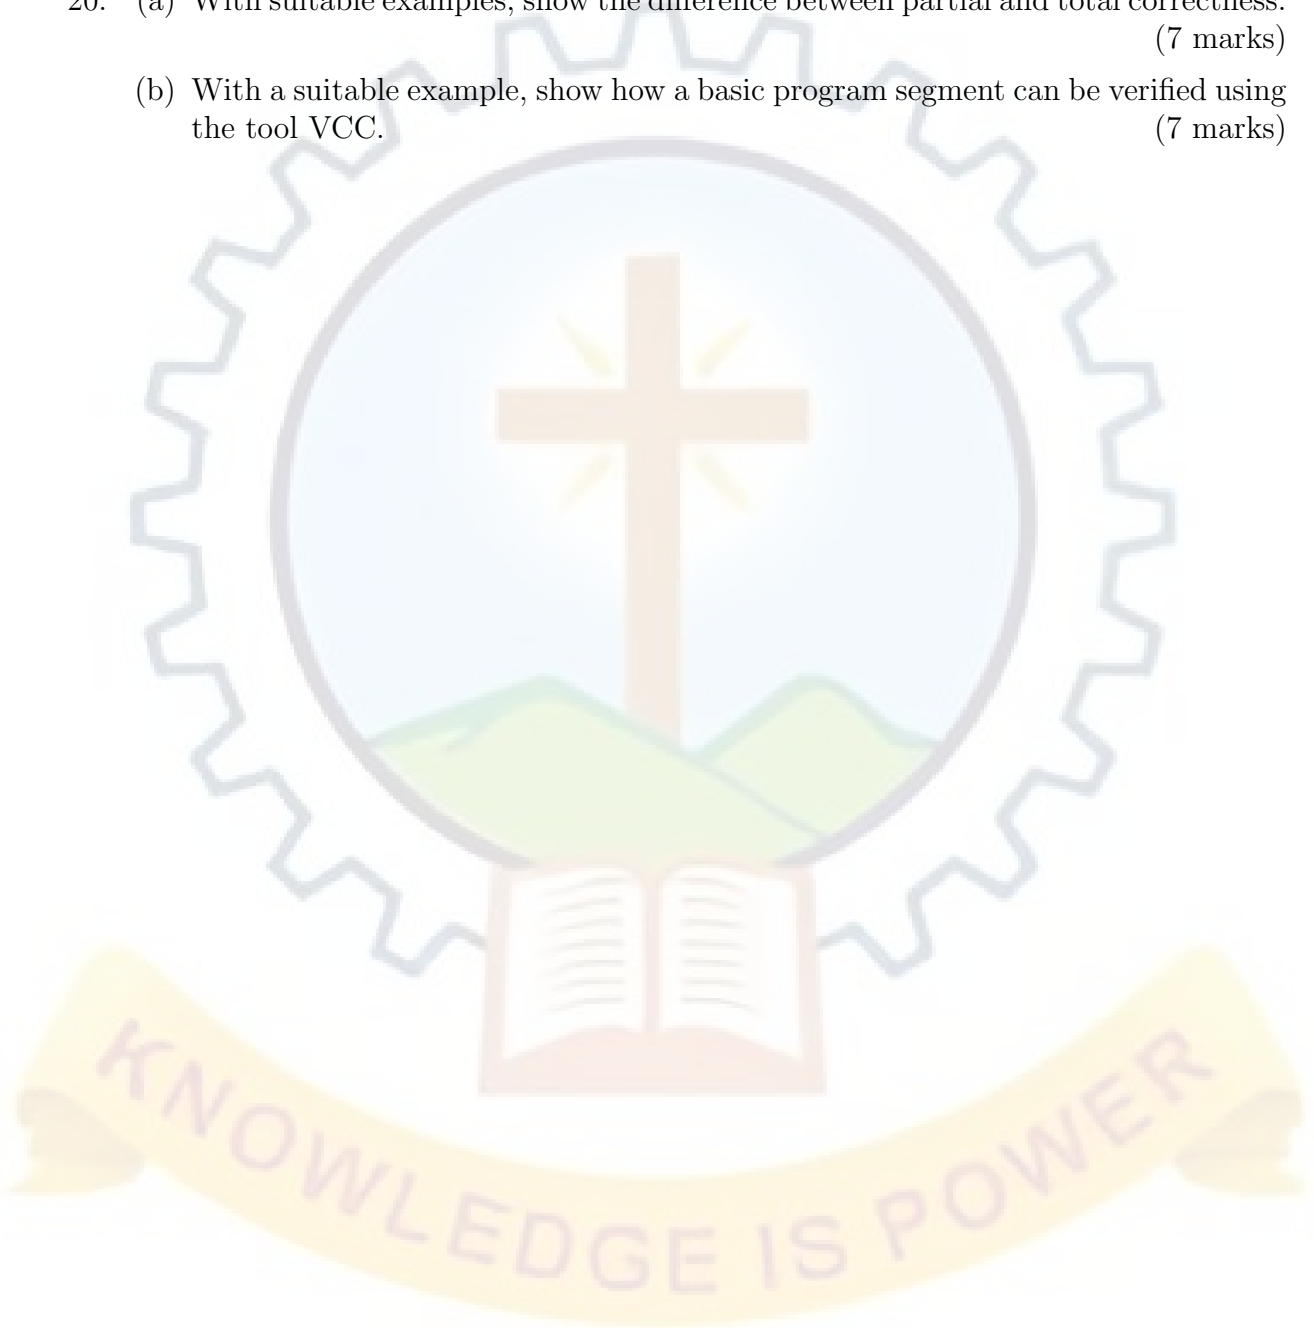 20. (a) With suitable examples, show the difference between partial and total correctness.
(7 marks)
(b) With a suitable example, show how a basic program segment can be verified using
the tool VCC. (7 marks)
KNOWLEDGE IS POWER